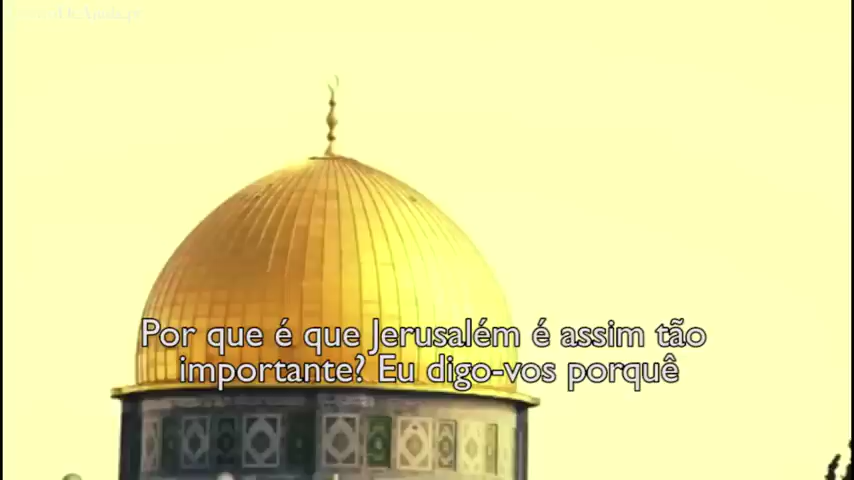 Por que é que Jerusalém é assim tão
importante? Eu digo-vos porquê